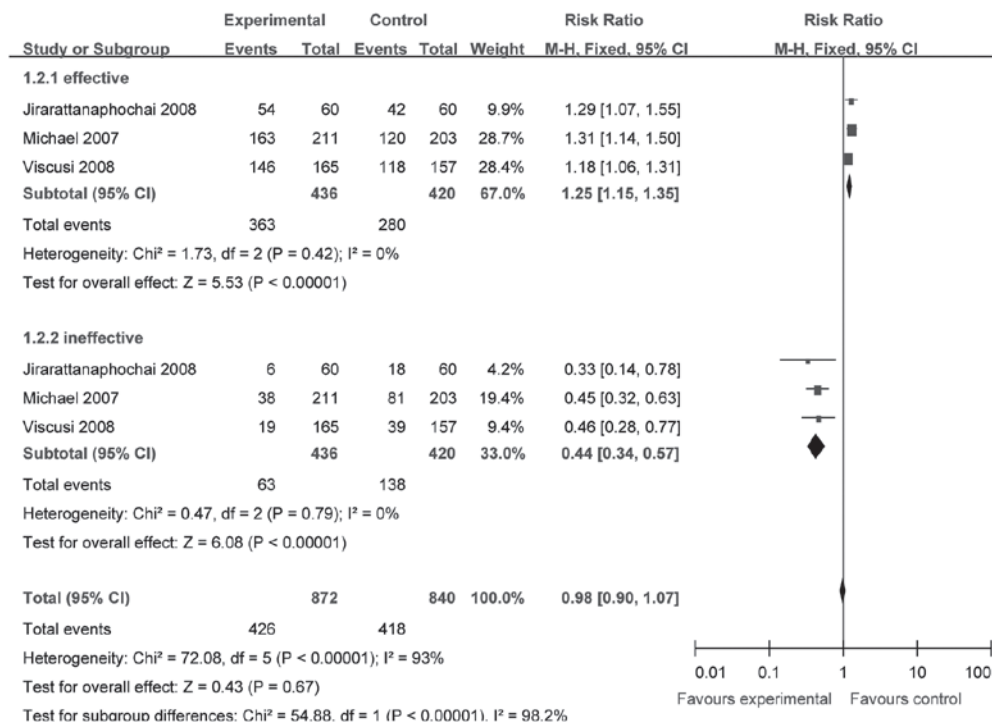 Experimental Control Risk Ratio Risk Ratio
Study or Subgroup Events Total Events Total Weight M-H, Fixed, 95% CI M-H, Fixed, 95% CI
1.2.1 effective
Jirarattanaphochai 2008 54 60 42 60 9.9% 1.29 [1.07, 1.55]
Michael 2007 163 211 120 203 28.7% 1.31 [1.14, 1.50]
Viscusi 2008 146 165 118 157 28.4% 1.18 [1.06, 1.31]
Subtotal (95% CI) 436 420 67.0% 1.25 [1.15, 1.35]
Total events 363 280
Heterogeneity: Chi² = 1.73, df = 2 (P = 0.42); I² = 0%
Test for overall effect: Z = 5.53 (P < 0.00001)
1.2.2 ineffective
Jirarattanaphochai 2008 6 60 18 60 4.2% 0.33 [0.14, 0.78]
Michael 2007 38 211 81 203 19.4% 0.45 [0.32, 0.63]
Viscusi 2008 19 165 39 157 9.4% 0.46 [0.28, 0.77]
Subtotal (95% CI) 436 420 33.0% 0.44 [0.34, 0.57]
Total events 63 138
Heterogeneity: Chi² = 0.47, df = 2 (P = 0.79); I² = 0%
Test for overall effect: Z = 6.08 (P < 0.00001)
Total (95% CI) 872 840 100.0% 0.98 [0.90, 1.07]
Total events 426 418
Heterogeneity: Chi² = 72.08, df = 5 (P < 0.00001); I² = 93%
Test for overall effect: Z = 0.43 (P = 0.67)
Test for subgroup differences: Chi² = 54.88, df = 1 (P < 0.00001), I² = 98.2%
0.01 0.1 1 10 100
Favours experimental Favours control